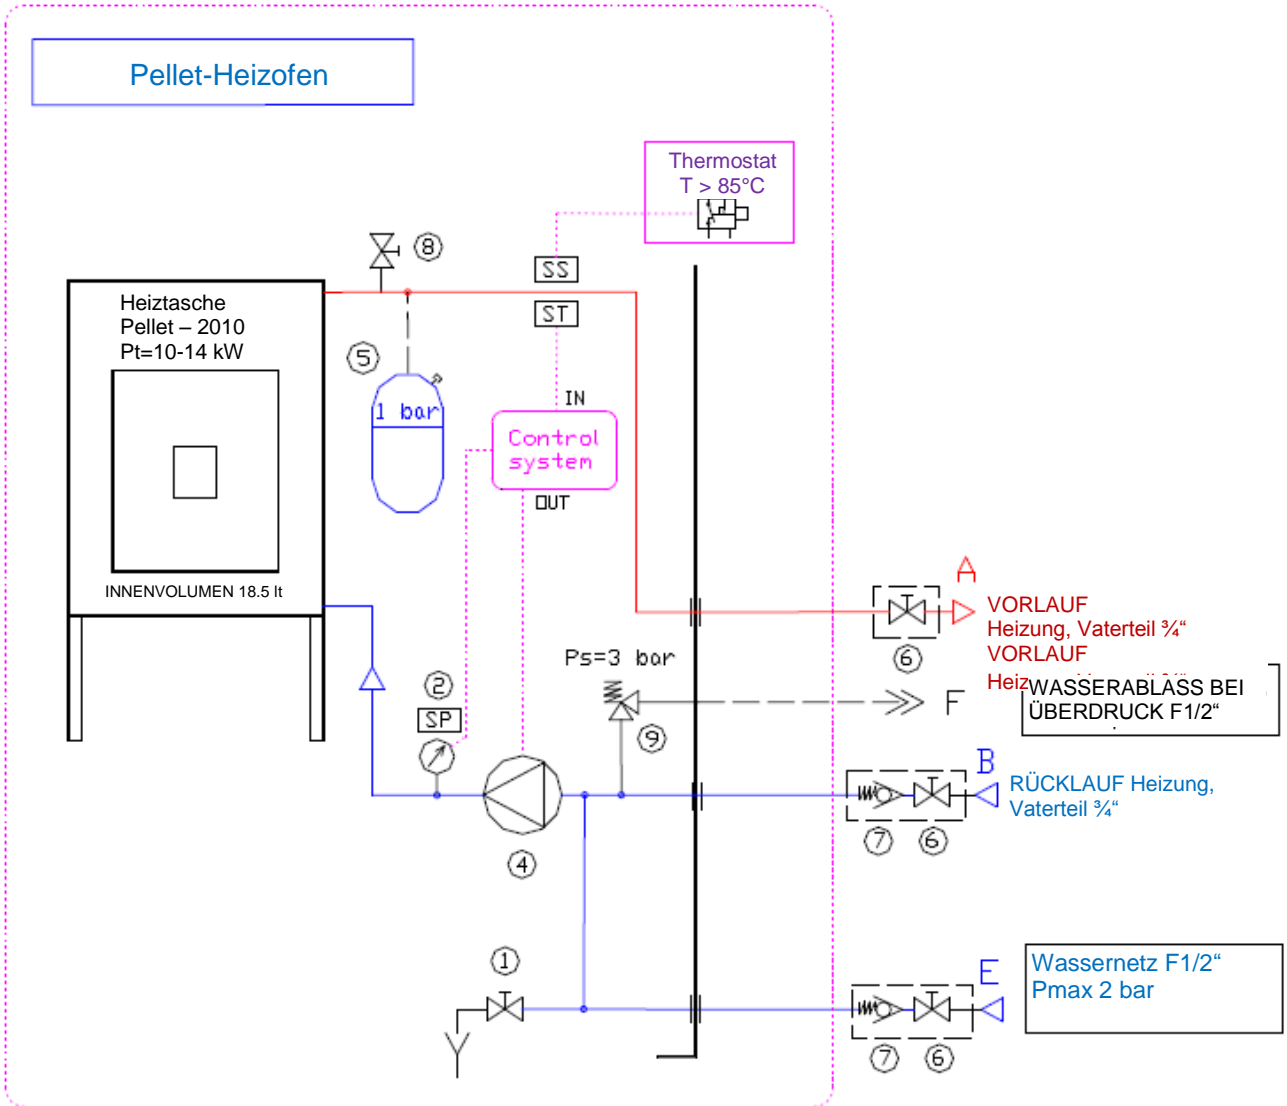 Pellet-Heizofen
Thermostat
T > 85°C
8
SS
Heiztasche
Pellet – 2010
Pt=10-14 kW
ST
5
IN
1 bar
Control
system
OUT
INNENVOLUMEN 18.5 lt
A
VORLAUF
Heizung, Vaterteil ¾“
6
VORLAUF
Heiz
Ps=3 bar
2
SP
9
F
WASSERABLASS BEI
ÜBERDRUCK F1/2“
B
RÜCKLAUF Heizung,
Vaterteil ¾“
7 6
4
1
E
Wassernetz F1/2“
Pmax 2 bar
7 6